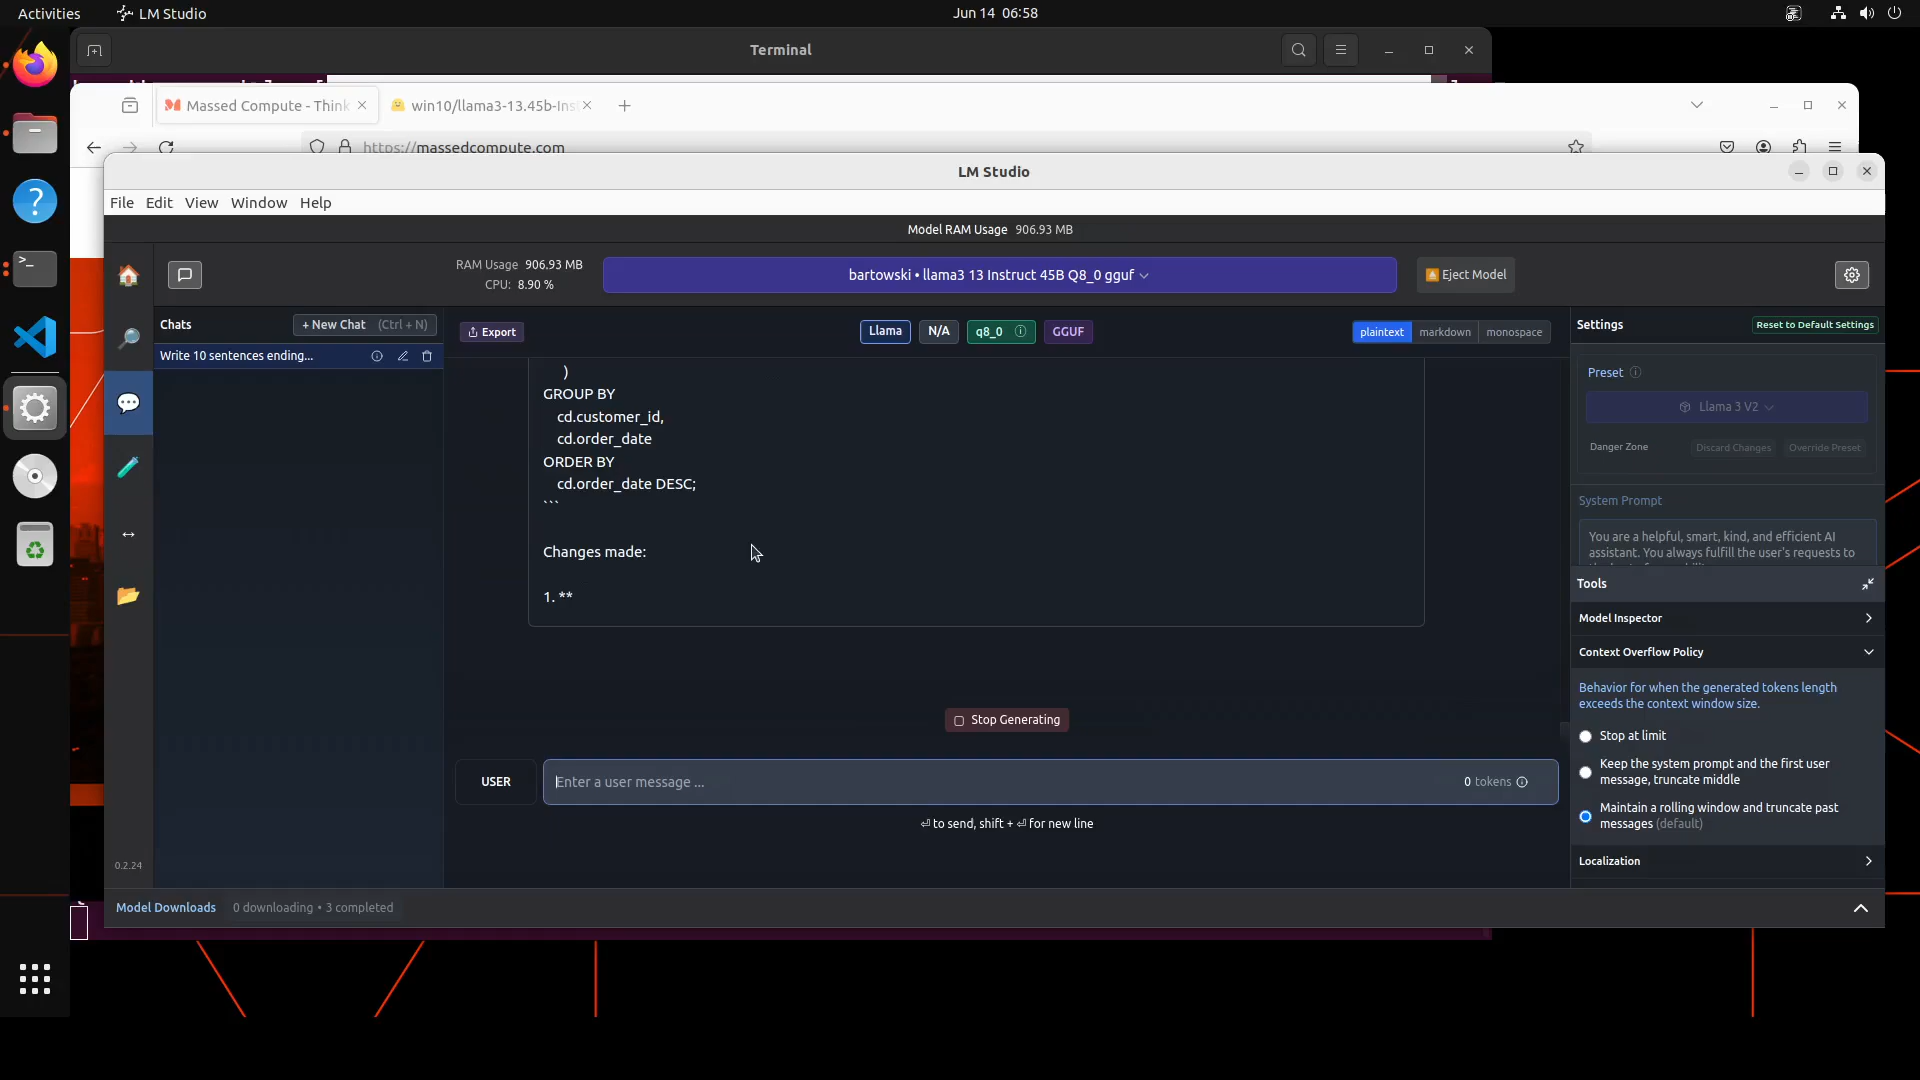 Activities
LM Studio
Jun 14 06:58
Terminal
Massed Compute - Think
win10/llama3-13.45b-Inst
https://massedcompute.com
LM Studio
File Edit View Window Help
Model RAM Usage 906.93 MB
RAM Usage 906.93 MB
CPU: 8.90 %
bartowski • llama3 13 Instruct 45B Q8_0 gguf
Eject Model
Chats
+ New Chat (Ctrl + N)
Export
Llama
N/A
q8_0
GGUF
plaintext
markdown
monospace
Settings
Reset to Default Settings
Write 10 sentences ending...
)
GROUP BY
cd.customer_id,
cd.order_date
ORDER BY
cd.order_date DESC;
```
Changes made:
1. **
Preset
Llama 3 V2
Danger Zone
Discard Changes
Override Preset
System Prompt
You are a helpful, smart, kind, and efficient AI
assistant. You always fulfill the user's requests to
Tools
Model Inspector
Context Overflow Policy
Behavior for when the generated tokens length
exceeds the context window size.
Stop at limit
Keep the system prompt and the first user
message, truncate middle
Maintain a rolling window and truncate past
messages (default)
Localization
Stop Generating
USER
Enter a user message ...
0 tokens
⏎ to send, shift + ⏎ for new line
0.2.24
Model Downloads
0 downloading • 3 completed